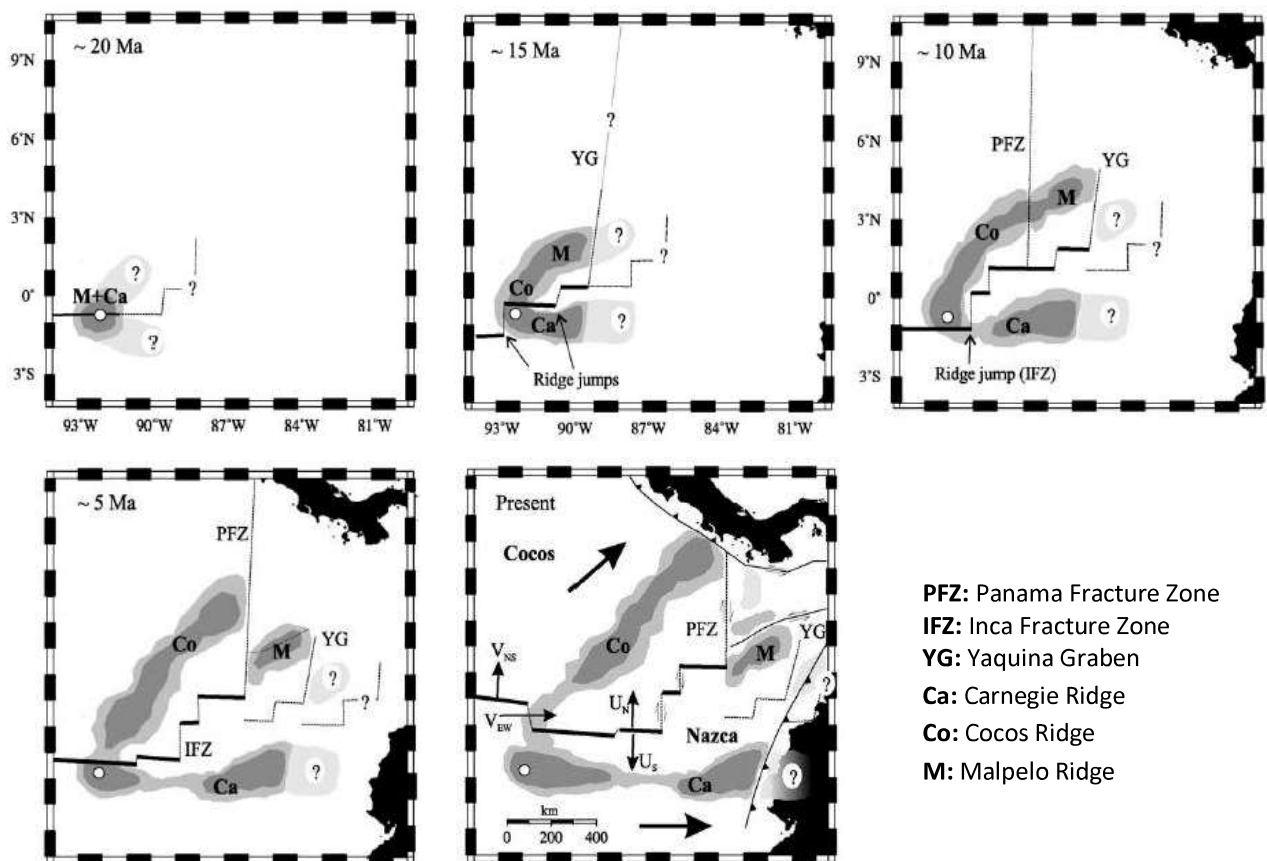 ~ 20 Ma
9°N
6°N
3°N
0°
3°S
?
?
?
M+Ca
93°W 90°W 87°W 84°W 81°W
~ 15 Ma
?
YG
?
?
M
Co
Ca
?
Ridge jumps
93°W 90°W 87°W 84°W 81°W
~ 10 Ma
9°N
6°N
3°N
0°
3°S
PFZ
YG
M
?
Co
?
Ca
?
Ridge jump (IFZ)
~ 5 Ma
PFZ
Co
M
YG
?
?
IFZ
Ca
?
Present
Cocos
PFZ
YG
Co
M
V_NS
?
V_EW
U_N
Nazca
U_S
Ca
?
km
0 200 400
PFZ: Panama Fracture Zone
IFZ: Inca Fracture Zone
YG: Yaquina Graben
Ca: Carnegie Ridge
Co: Cocos Ridge
M: Malpelo Ridge